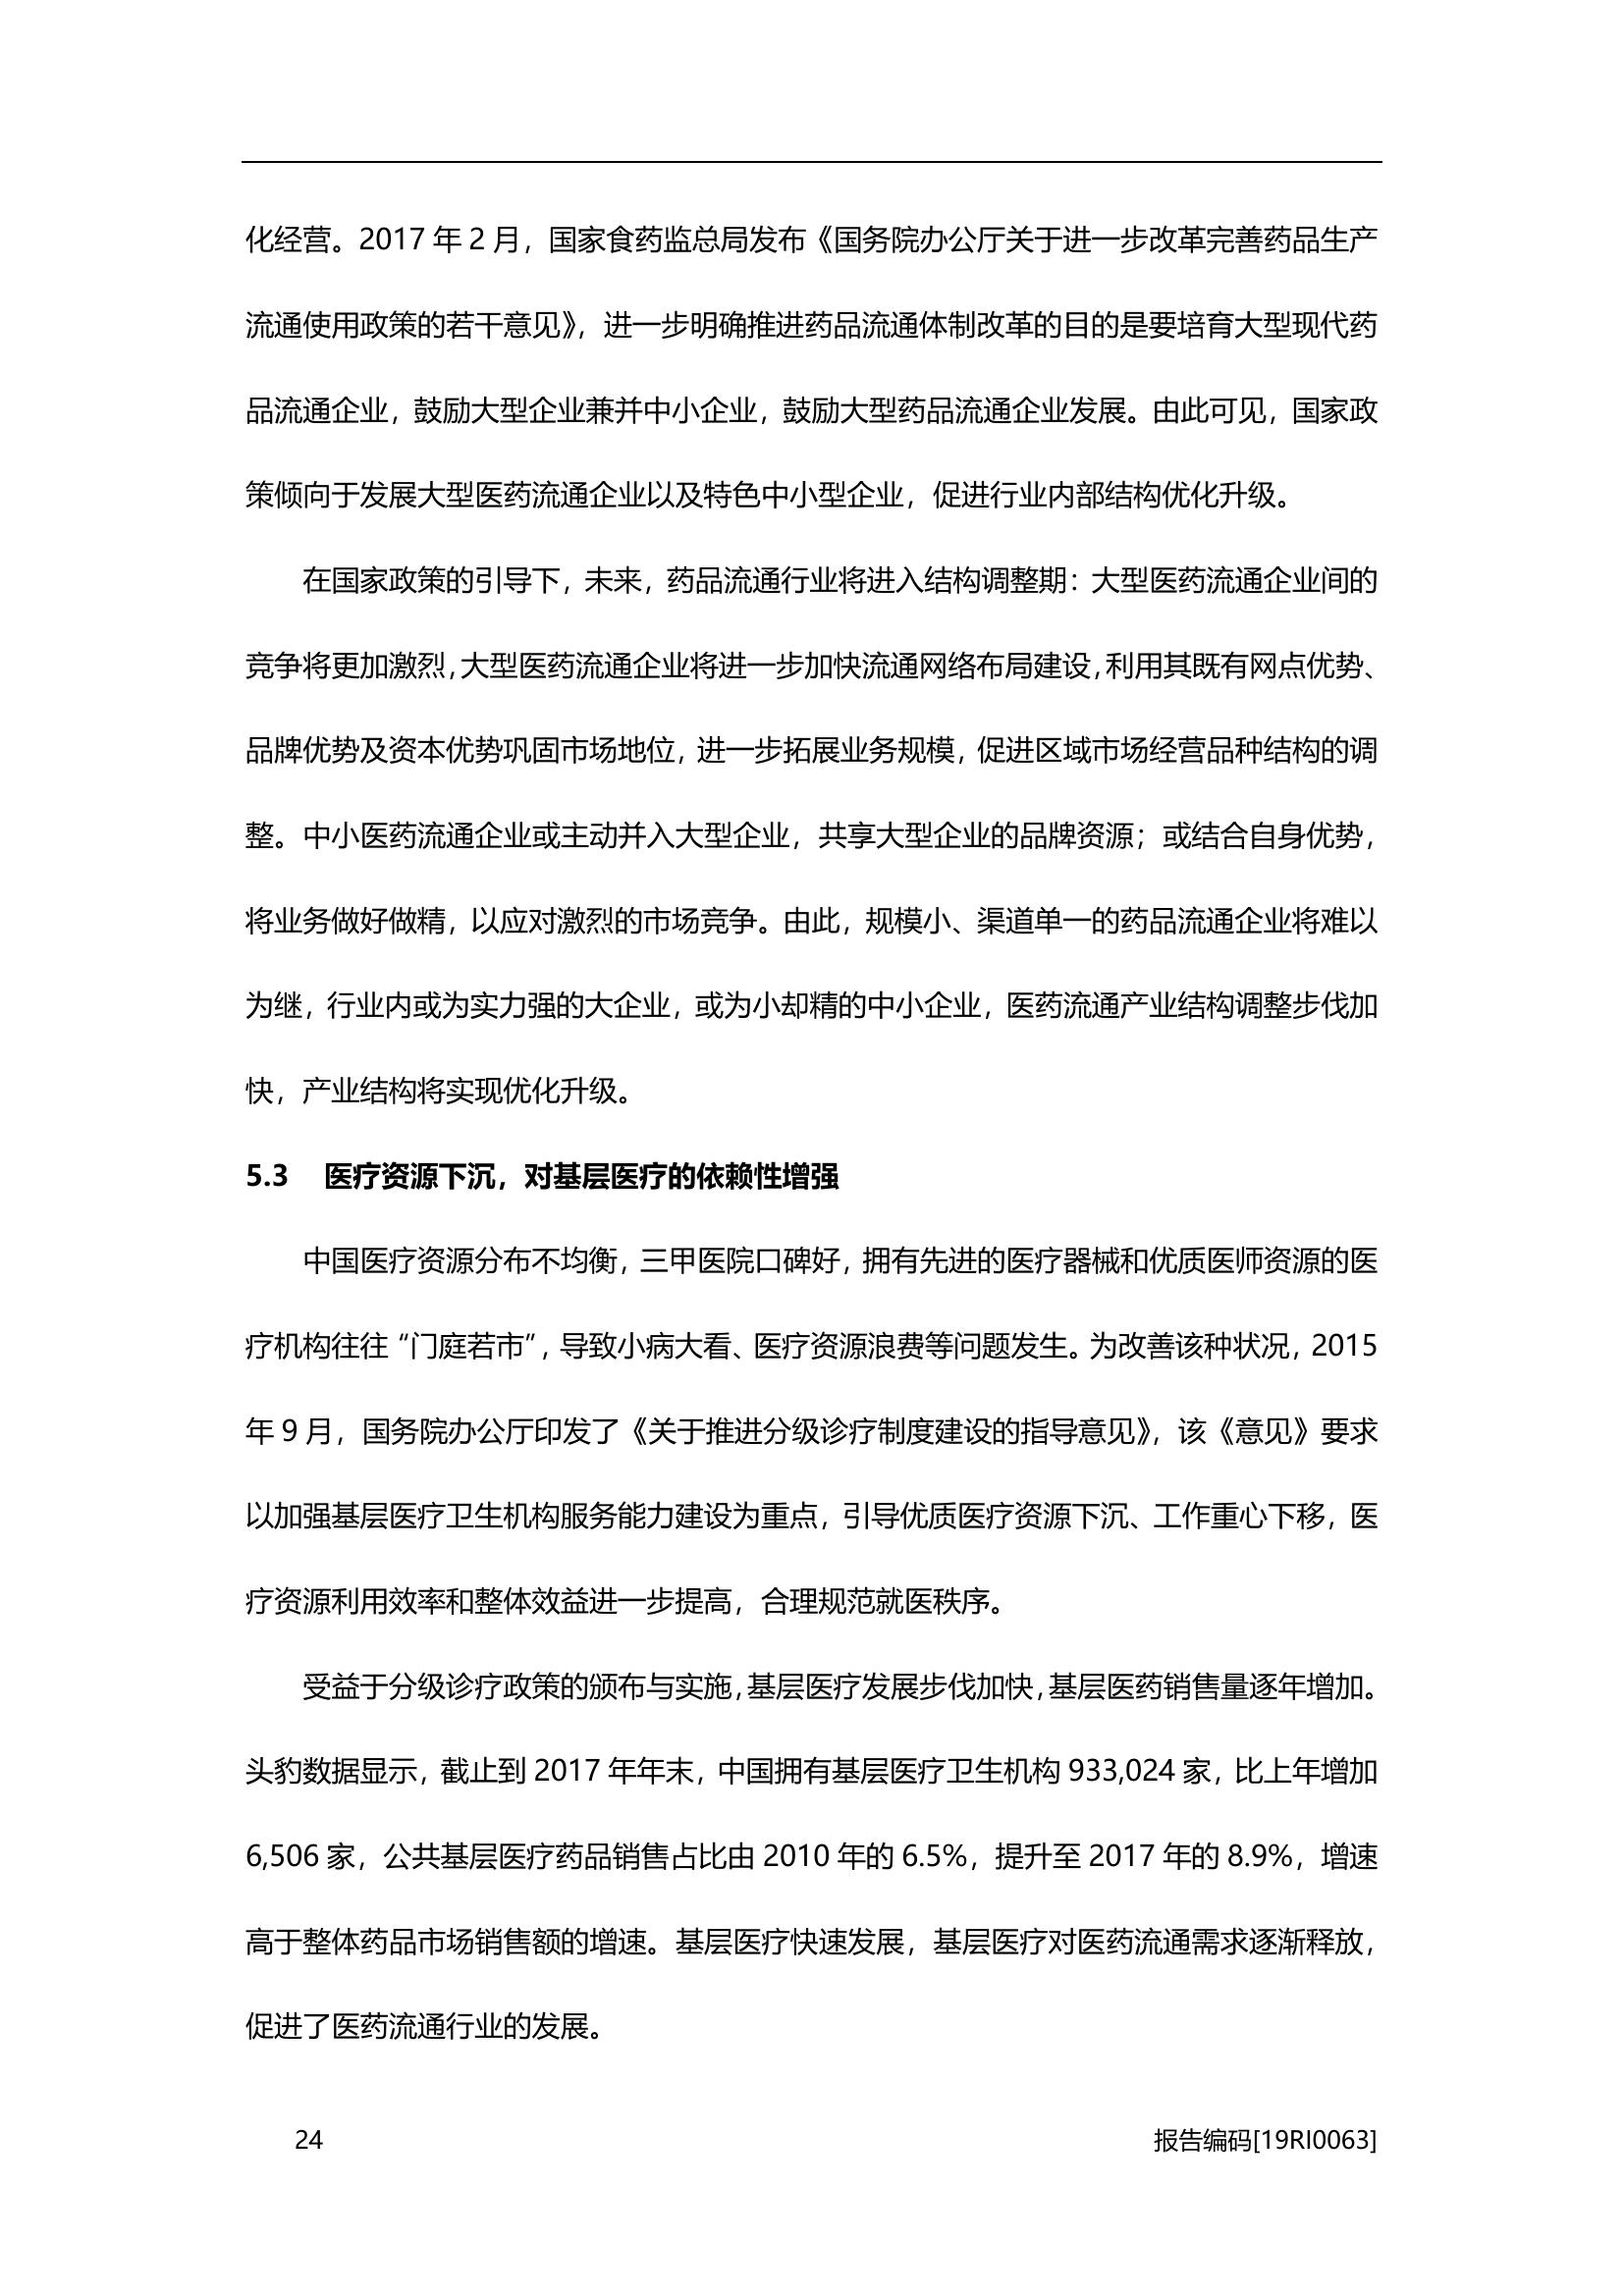 化经营。2017 年 2 月，国家食药监总局发布《国务院办公厅关于进一步改革完善药品生产
流通使用政策的若干意见》，进一步明确推进药品流通体制改革的目的是要培育大型现代药
品流通企业，鼓励大型企业兼并中小企业，鼓励大型药品流通企业发展。由此可见，国家政
策倾向于发展大型医药流通企业以及特色中小型企业，促进行业内部结构优化升级。
在国家政策的引导下，未来，药品流通行业将进入结构调整期：大型医药流通企业间的
竞争将更加激烈，大型医药流通企业将进一步加快流通网络布局建设，利用其既有网点优势、
品牌优势及资本优势巩固市场地位，进一步拓展业务规模，促进区域市场经营品种结构的调
整。中小医药流通企业或主动并入大型企业，共享大型企业的品牌资源；或结合自身优势，
将业务做好做精，以应对激烈的市场竞争。由此，规模小、渠道单一的药品流通企业将难以
为继，行业内或为实力强的大企业，或为小却精的中小企业，医药流通产业结构调整步伐加
快，产业结构将实现优化升级。
5.3 医疗资源下沉，对基层医疗的依赖性增强
中国医疗资源分布不均衡，三甲医院口碑好，拥有先进的医疗器械和优质医师资源的医
疗机构往往“门庭若市”，导致小病大看、医疗资源浪费等问题发生。为改善该种状况，2015
年 9 月，国务院办公厅印发了《关于推进分级诊疗制度建设的指导意见》，该《意见》要求
以加强基层医疗卫生机构服务能力建设为重点，引导优质医疗资源下沉、工作重心下移，医
疗资源利用效率和整体效益进一步提高，合理规范就医秩序。
受益于分级诊疗政策的颁布与实施，基层医疗发展步伐加快，基层医药销售量逐年增加。
头豹数据显示，截止到 2017 年年末，中国拥有基层医疗卫生机构 933,024 家，比上年增加
6,506 家，公共基层医疗药品销售占比由 2010 年的 6.5%，提升至 2017 年的 8.9%，增速
高于整体药品市场销售额的增速。基层医疗快速发展，基层医疗对医药流通需求逐渐释放，
促进了医药流通行业的发展。
24 报告编码[19RI0063]